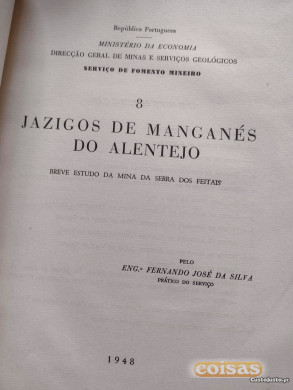 República Portuguesa
MINISTÉRIO DA ECONOMIA
DIRECÇÃO GERAL DE MINAS E SERVIÇOS GEOLÓGICOS
SERVIÇO DE FOMENTO MINEIRO
8
JAZIGOS DE MANGANÉS
DO ALENTEJO
BREVE ESTUDO DA MINA DA SERRA DOS FEITAIS
PELO
ENG.º FERNANDO JOSÉ DA SILVA
PRÁTICO DO SERVIÇO
1948
coisas